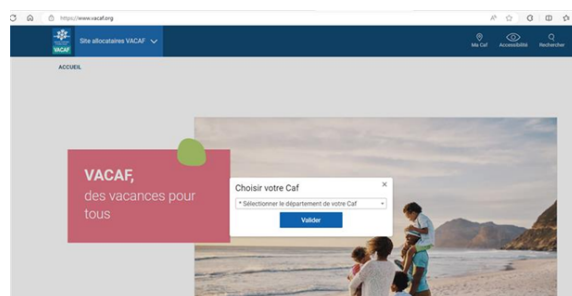 https://www.vacaf.org
VACAF
Site allocataires VACAF
Ma Caf
Accessibilité
Rechercher
ACCUEIL
VACAF,
des vacances pour
tous
Choisir votre Caf
* Sélectionner le département de votre Caf
Valider